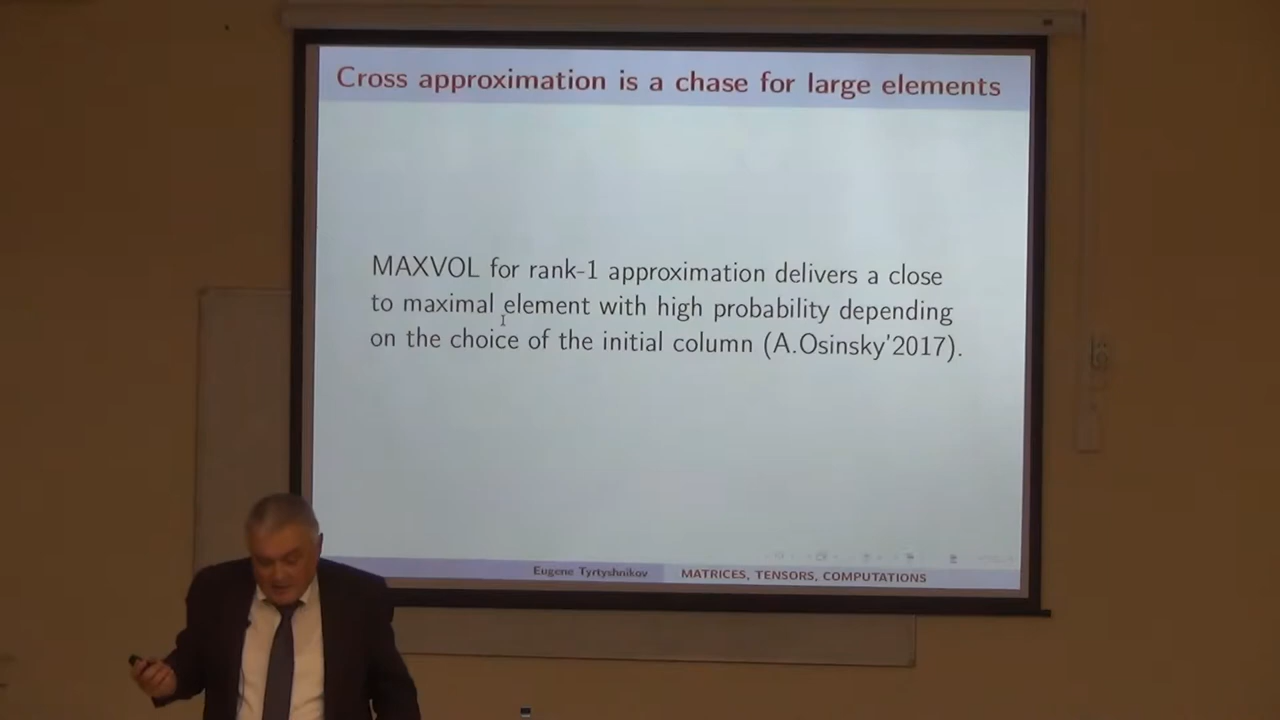 Cross approximation is a chase for large elements
MAXVOL for rank-1 approximation delivers a close
to maximal element with high probability depending
on the choice of the initial column (A.Osinsky'2017).
Eugene Tyrtyshnikov
MATRICES, TENSORS, COMPUTATIONS